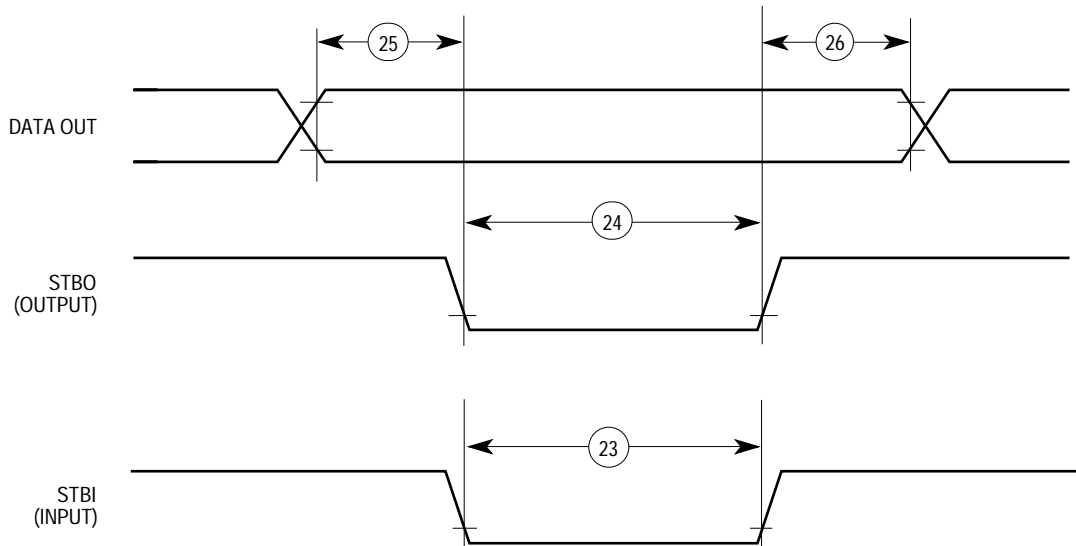 25
26
DATA OUT
24
STBO
(OUTPUT)
23
STBI
(INPUT)